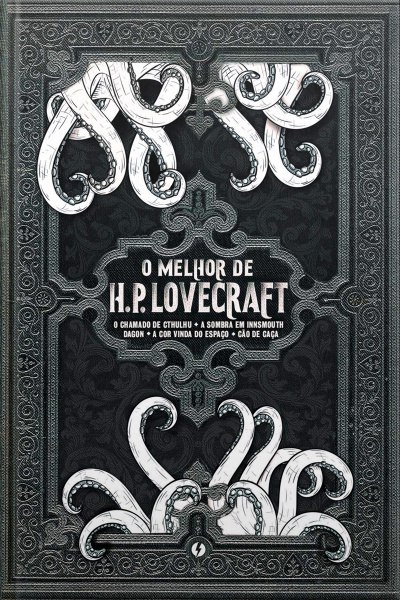 O MELHOR DE
H.P. LOVECRAFT
O CHAMADO DE CTHULHU + A SOMBRA EM INNSMOUTH
DAGON + A COR VINDA DO ESPAÇO + CÃO DE CAÇA